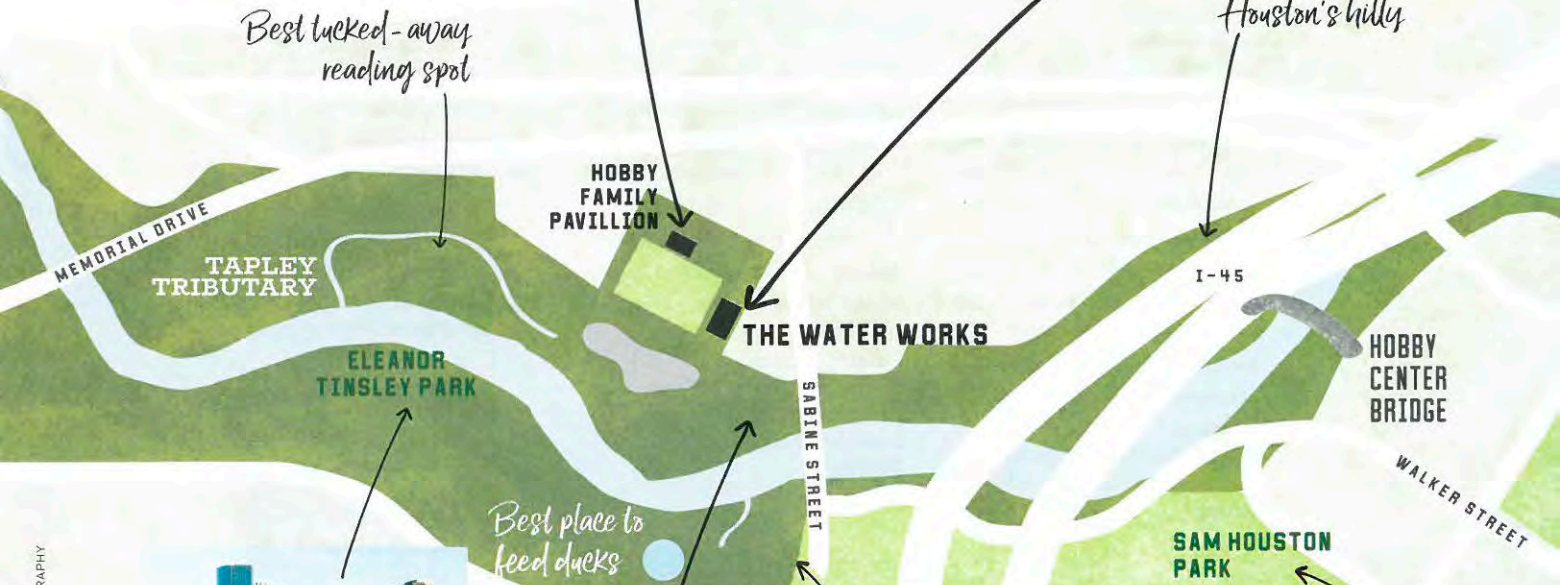 Best tucked-away
reading spot
Houston's hilly
HOBBY
FAMILY
PAVILLION
MEMORIAL DRIVE
TAPLEY
TRIBUTARY
I-45
THE WATER WORKS
HOBBY
CENTER
BRIDGE
ELEANOR
TINSLEY PARK
SABINE STREET
WALKER STREET
Best place to
feed ducks
SAM HOUSTON
PARK
RAPHY